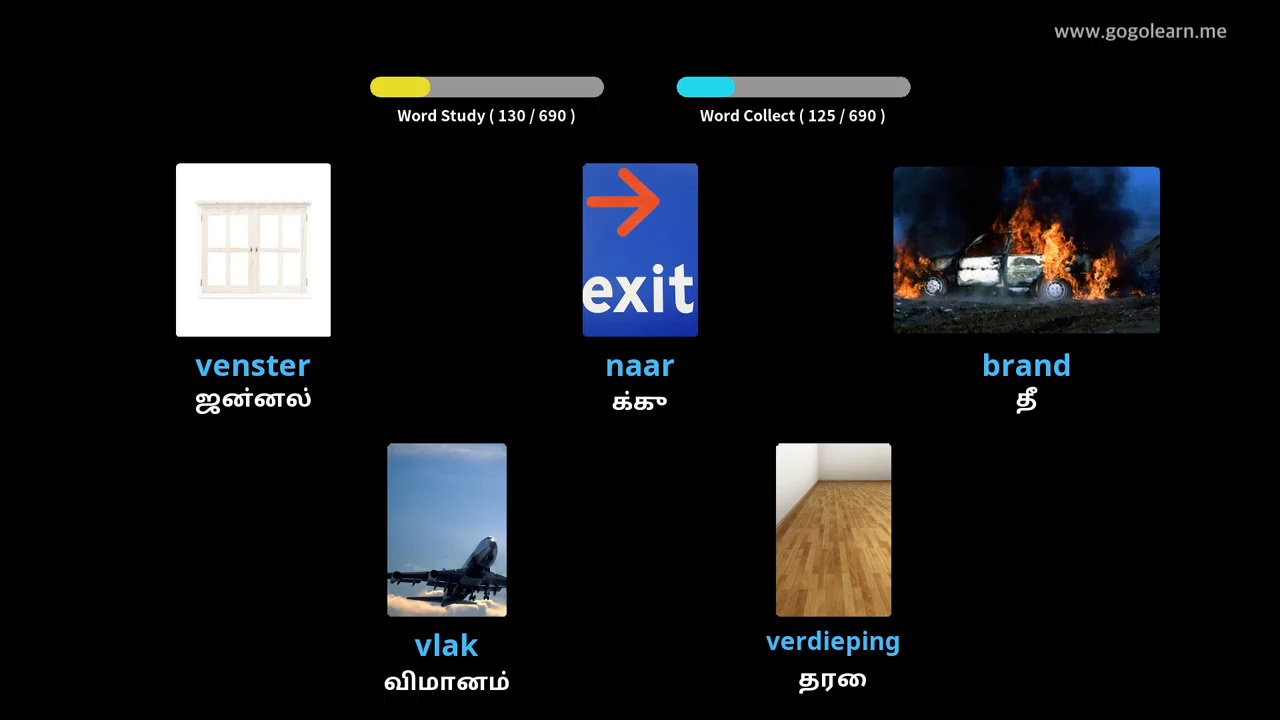 www.gogolearn.me
Word Study ( 130 / 690 )
Word Collect ( 125 / 690 )
exit
venster
ஜன்னல்
naar
க்கு
brand
தீ
vlak
விமானம்
verdieping
தரை